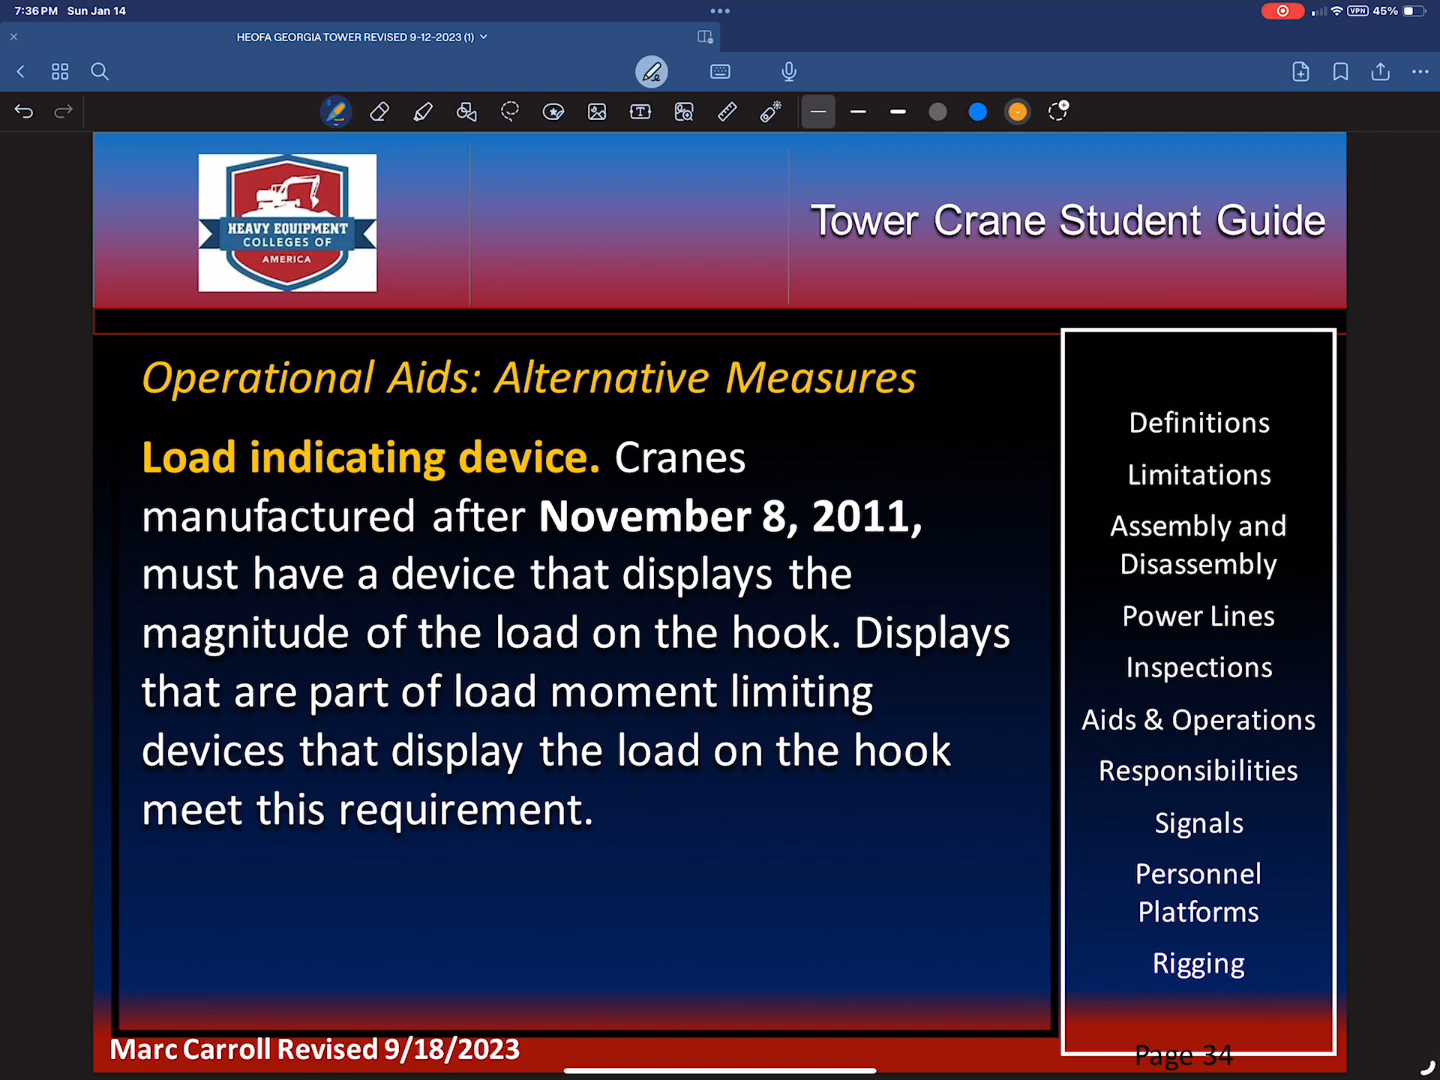 7:36 PM Sun Jan 14
VPN 45%
HEOFA GEORGIA TOWER REVISED 9-12-2023 (1)
HEAVY EQUIPMENT
COLLEGES OF
AMERICA
Tower Crane Student Guide
Operational Aids: Alternative Measures
Load indicating device. Cranes
manufactured after November 8, 2011,
must have a device that displays the
magnitude of the load on the hook. Displays
that are part of load moment limiting
devices that display the load on the hook
meet this requirement.
Definitions
Limitations
Assembly and
Disassembly
Power Lines
Inspections
Aids & Operations
Responsibilities
Signals
Personnel
Platforms
Rigging
Marc Carroll Revised 9/18/2023
Page 34